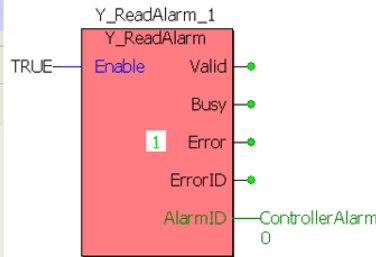 Y_ReadAlarm_1
Y_ReadAlarm
TRUE Enable Valid
Busy
1 Error
ErrorID
AlarmID ControllerAlarm
0